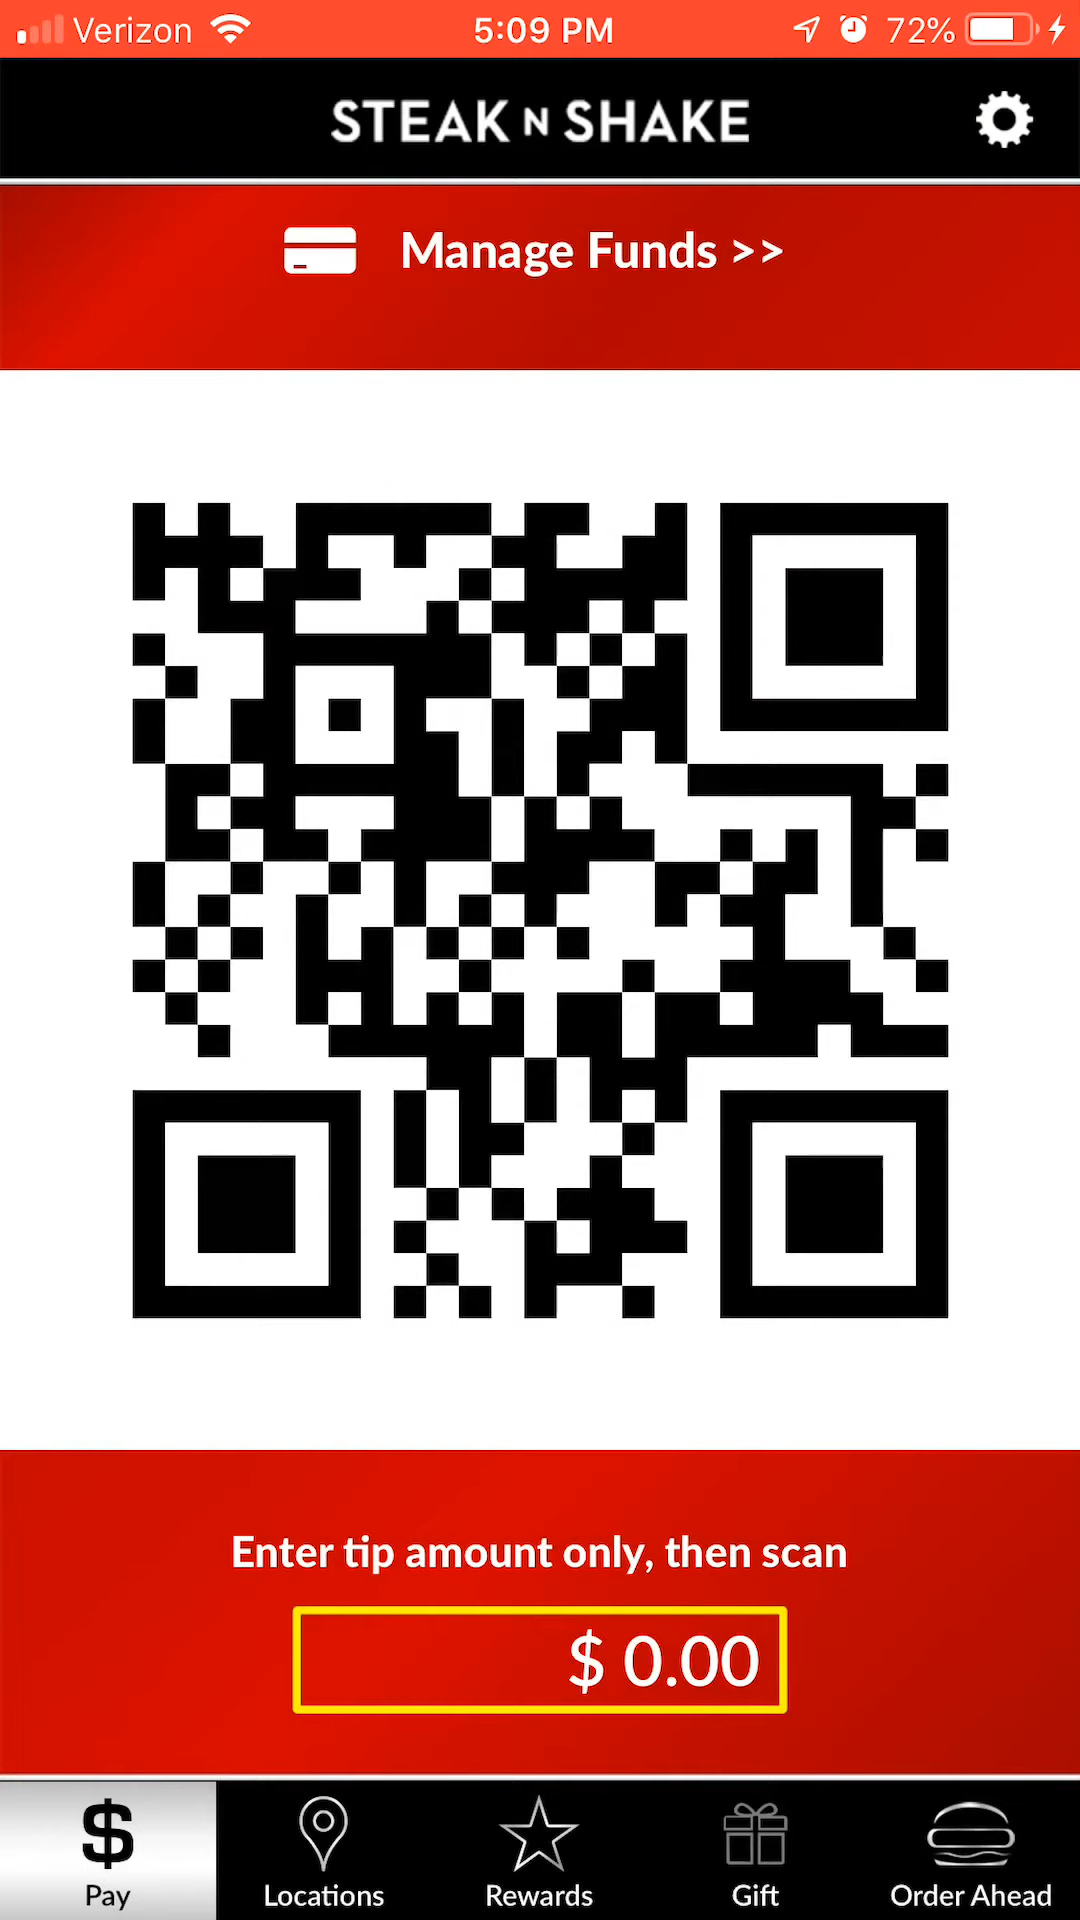 Verizon 5:09 PM 72%
STEAK N SHAKE
Manage Funds >>
Enter tip amount only, then scan
$ 0.00
$
Pay Locations Rewards Gift Order Ahead